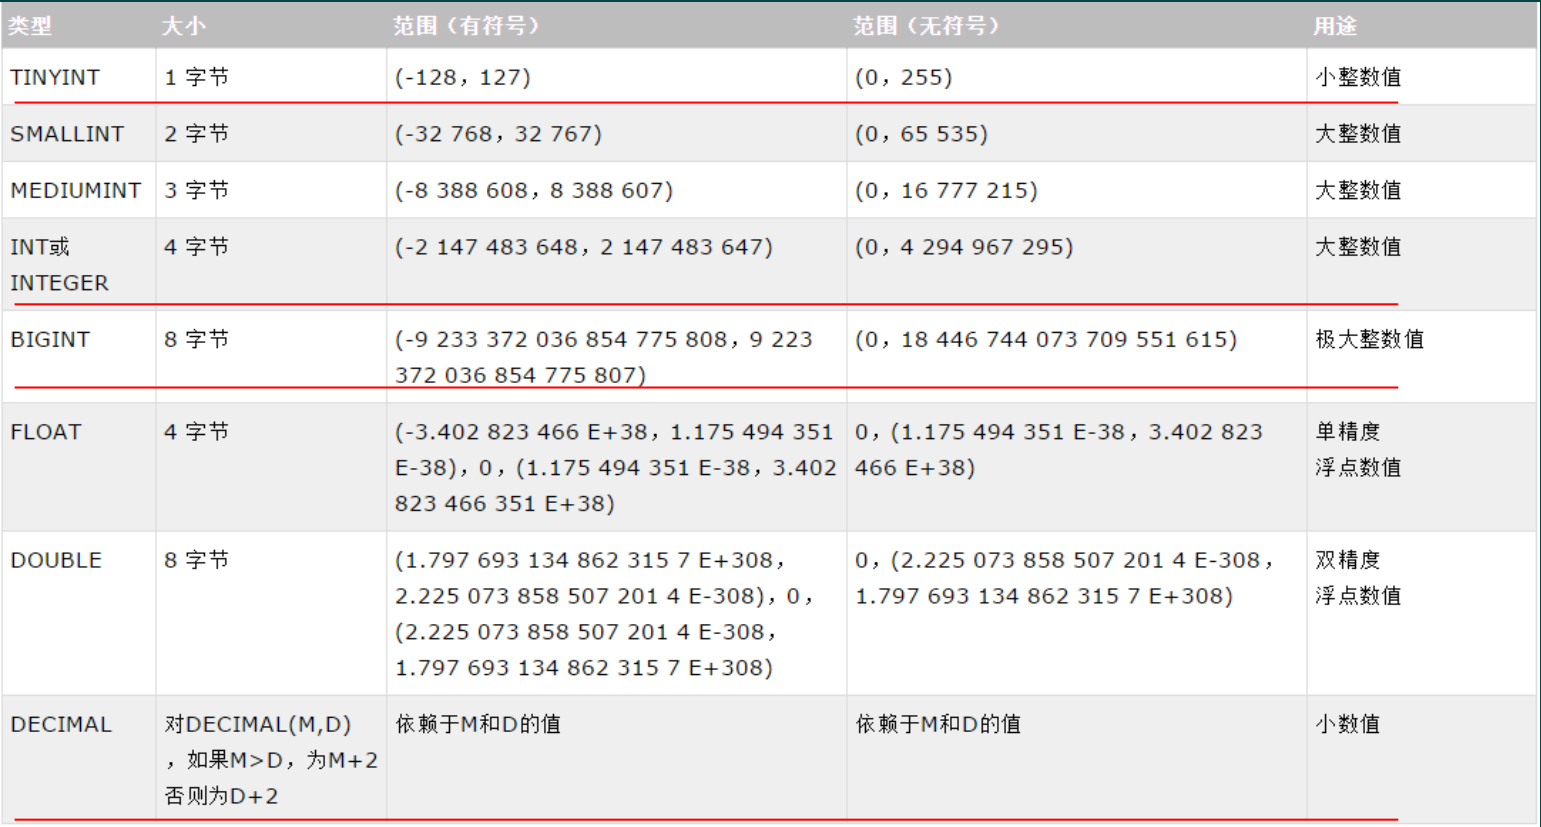 类型 大小 范围（有符号） 范围（无符号） 用途
TINYINT 1 字节 (-128，127) (0，255) 小整数值
SMALLINT 2 字节 (-32 768，32 767) (0，65 535) 大整数值
MEDIUMINT 3 字节 (-8 388 608，8 388 607) (0，16 777 215) 大整数值
INT或 4 字节 (-2 147 483 648，2 147 483 647) (0，4 294 967 295) 大整数值
INTEGER
BIGINT 8 字节 (-9 233 372 036 854 775 808，9 223 (0，18 446 744 073 709 551 615) 极大整数值
372 036 854 775 807)
FLOAT 4 字节 (-3.402 823 466 E+38，1.175 494 351 0，(1.175 494 351 E-38，3.402 823 单精度
E-38)，0，(1.175 494 351 E-38，3.402 466 E+38) 浮点数值
823 466 351 E+38)
DOUBLE 8 字节 (1.797 693 134 862 315 7 E+308， 0，(2.225 073 858 507 201 4 E-308， 双精度
2.225 073 858 507 201 4 E-308)，0， 1.797 693 134 862 315 7 E+308) 浮点数值
(2.225 073 858 507 201 4 E-308，
1.797 693 134 862 315 7 E+308)
DECIMAL 对DECIMAL(M,D) 依赖于M和D的值 依赖于M和D的值 小数值
，如果M>D，为M+2
否则为D+2